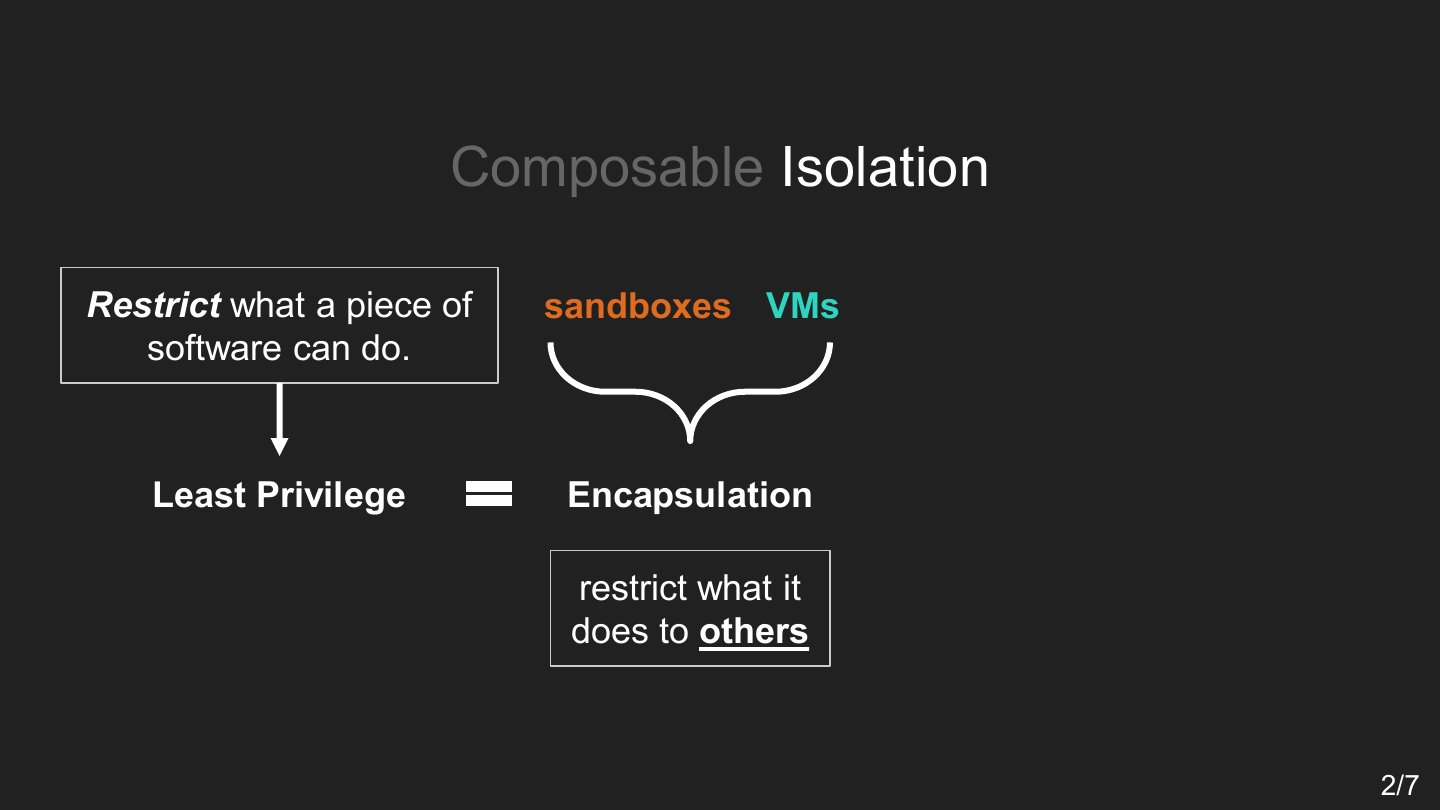 Composable Isolation
Restrict what a piece of
software can do.
sandboxes VMs
Least Privilege = Encapsulation
restrict what it
does to others
2/7